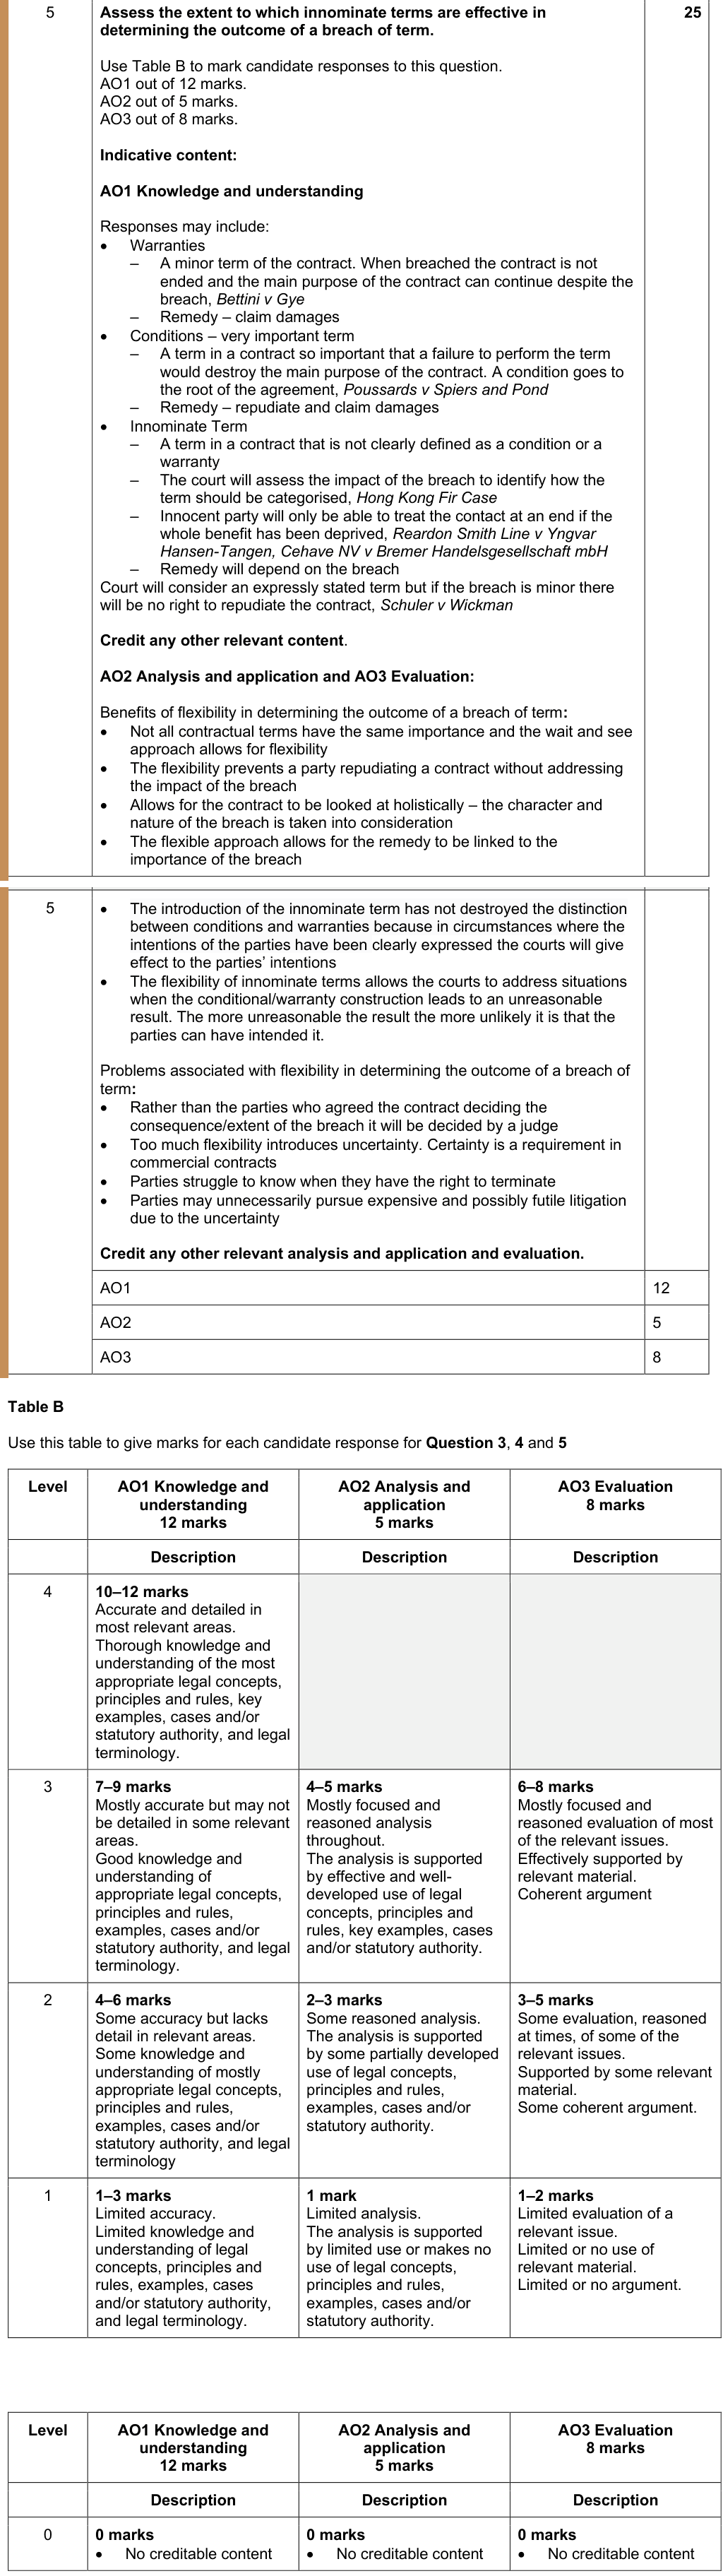 5
Assess the extent to which innominate terms are effective in
determining the outcome of a breach of term.
25
Use Table B to mark candidate responses to this question.
AO1 out of 12 marks.
AO2 out of 5 marks.
AO3 out of 8 marks.
Indicative content:
AO1 Knowledge and understanding
Responses may include:
• Warranties
– A minor term of the contract. When breached the contract is not
ended and the main purpose of the contract can continue despite the
breach, Bettini v Gye
– Remedy – claim damages
• Conditions – very important term
– A term in a contract so important that a failure to perform the term
would destroy the main purpose of the contract. A condition goes to
the root of the agreement, Poussards v Spiers and Pond
– Remedy – repudiate and claim damages
• Innominate Term
– A term in a contract that is not clearly defined as a condition or a
warranty
– The court will assess the impact of the breach to identify how the
term should be categorised, Hong Kong Fir Case
– Innocent party will only be able to treat the contact at an end if the
whole benefit has been deprived, Reardon Smith Line v Yngvar
Hansen-Tangen, Cehave NV v Bremer Handelsgesellschaft mbH
– Remedy will depend on the breach
Court will consider an expressly stated term but if the breach is minor there
will be no right to repudiate the contract, Schuler v Wickman
Credit any other relevant content.
AO2 Analysis and application and AO3 Evaluation:
Benefits of flexibility in determining the outcome of a breach of term:
• Not all contractual terms have the same importance and the wait and see
approach allows for flexibility
• The flexibility prevents a party repudiating a contract without addressing
the impact of the breach
• Allows for the contract to be looked at holistically – the character and
nature of the breach is taken into consideration
• The flexible approach allows for the remedy to be linked to the
importance of the breach
5
• The introduction of the innominate term has not destroyed the distinction
between conditions and warranties because in circumstances where the
intentions of the parties have been clearly expressed the courts will give
effect to the parties' intentions
• The flexibility of innominate terms allows the courts to address situations
when the conditional/warranty construction leads to an unreasonable
result. The more unreasonable the result the more unlikely it is that the
parties can have intended it.
Problems associated with flexibility in determining the outcome of a breach of
term:
• Rather than the parties who agreed the contract deciding the
consequence/extent of the breach it will be decided by a judge
• Too much flexibility introduces uncertainty. Certainty is a requirement in
commercial contracts
• Parties struggle to know when they have the right to terminate
• Parties may unnecessarily pursue expensive and possibly futile litigation
due to the uncertainty
Credit any other relevant analysis and application and evaluation.
AO1 12
AO2 5
AO3 8
Table B
Use this table to give marks for each candidate response for Question 3, 4 and 5
Level
AO1 Knowledge and
understanding
12 marks
AO2 Analysis and
application
5 marks
AO3 Evaluation
8 marks
Description
Description
Description
4
10–12 marks
Accurate and detailed in
most relevant areas.
Thorough knowledge and
understanding of the most
appropriate legal concepts,
principles and rules, key
examples, cases and/or
statutory authority, and legal
terminology.
3
7–9 marks
Mostly accurate but may not
be detailed in some relevant
areas.
Good knowledge and
understanding of
appropriate legal concepts,
principles and rules,
examples, cases and/or
statutory authority, and legal
terminology.
4–5 marks
Mostly focused and
reasoned analysis
throughout.
The analysis is supported
by effective and well-
developed use of legal
concepts, principles and
rules, key examples, cases
and/or statutory authority.
6–8 marks
Mostly focused and
reasoned evaluation of most
of the relevant issues.
Effectively supported by
relevant material.
Coherent argument
2
4–6 marks
Some accuracy but lacks
detail in relevant areas.
Some knowledge and
understanding of mostly
appropriate legal concepts,
principles and rules,
examples, cases and/or
statutory authority, and legal
terminology
2–3 marks
Some reasoned analysis.
The analysis is supported
by some partially developed
use of legal concepts,
principles and rules,
examples, cases and/or
statutory authority.
3–5 marks
Some evaluation, reasoned
at times, of some of the
relevant issues.
Supported by some relevant
material.
Some coherent argument.
1
1–3 marks
Limited accuracy.
Limited knowledge and
understanding of legal
concepts, principles and
rules, examples, cases
and/or statutory authority,
and legal terminology.
1 mark
Limited analysis.
The analysis is supported
by limited use or makes no
use of legal concepts,
principles and rules,
examples, cases and/or
statutory authority.
1–2 marks
Limited evaluation of a
relevant issue.
Limited or no use of
relevant material.
Limited or no argument.
Level
AO1 Knowledge and
understanding
12 marks
AO2 Analysis and
application
5 marks
AO3 Evaluation
8 marks
Description
Description
Description
0
0 marks
• No creditable content
0 marks
• No creditable content
0 marks
• No creditable content